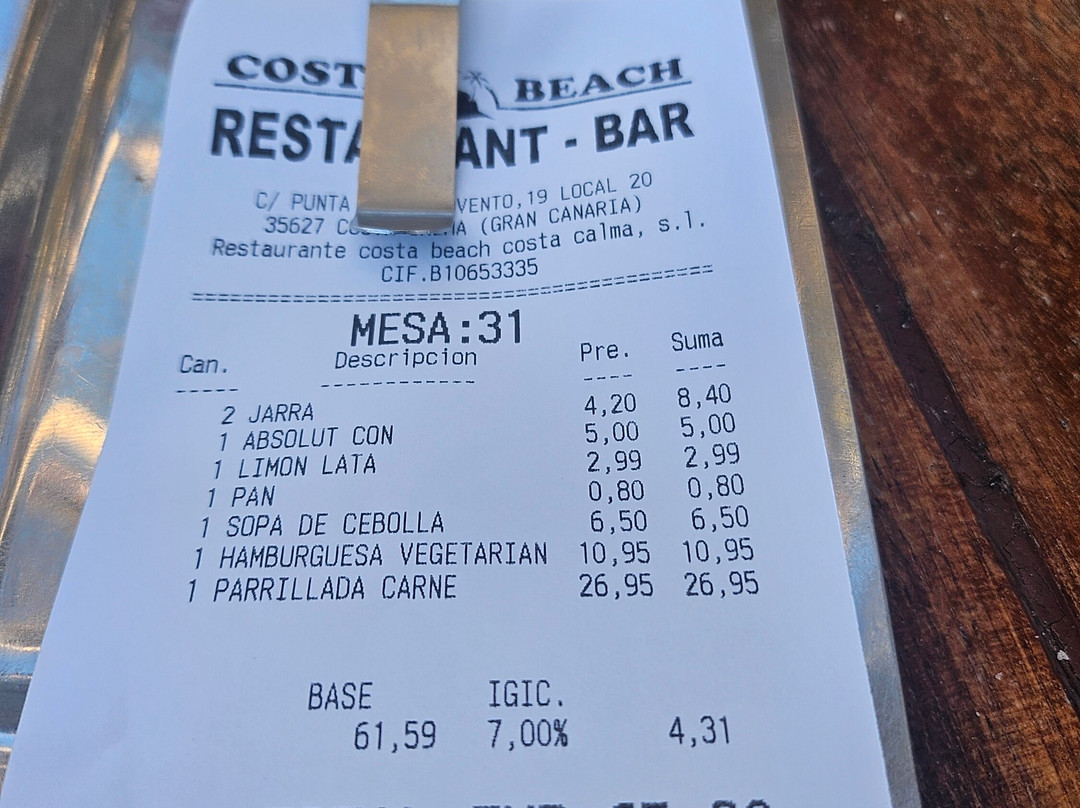 COST BEACH
RESTA ANT - BAR
C/ PUNTA VENTO,19 LOCAL 20
35627 (GRAN CANARIA)
Restaurante costa beach costa calma, s.l.
CIF.B10653335
MESA:31
Can. Descripcion Pre. Suma
2 JARRA 4,20 8,40
1 ABSOLUT CON 5,00 5,00
1 LIMON LATA 2,99 2,99
1 PAN 0,80 0,80
1 SOPA DE CEBOLLA 6,50 6,50
1 HAMBURGUESA VEGETARIAN 10,95 10,95
1 PARRILLADA CARNE 26,95 26,95
BASE IGIC.
61,59 7,00% 4,31